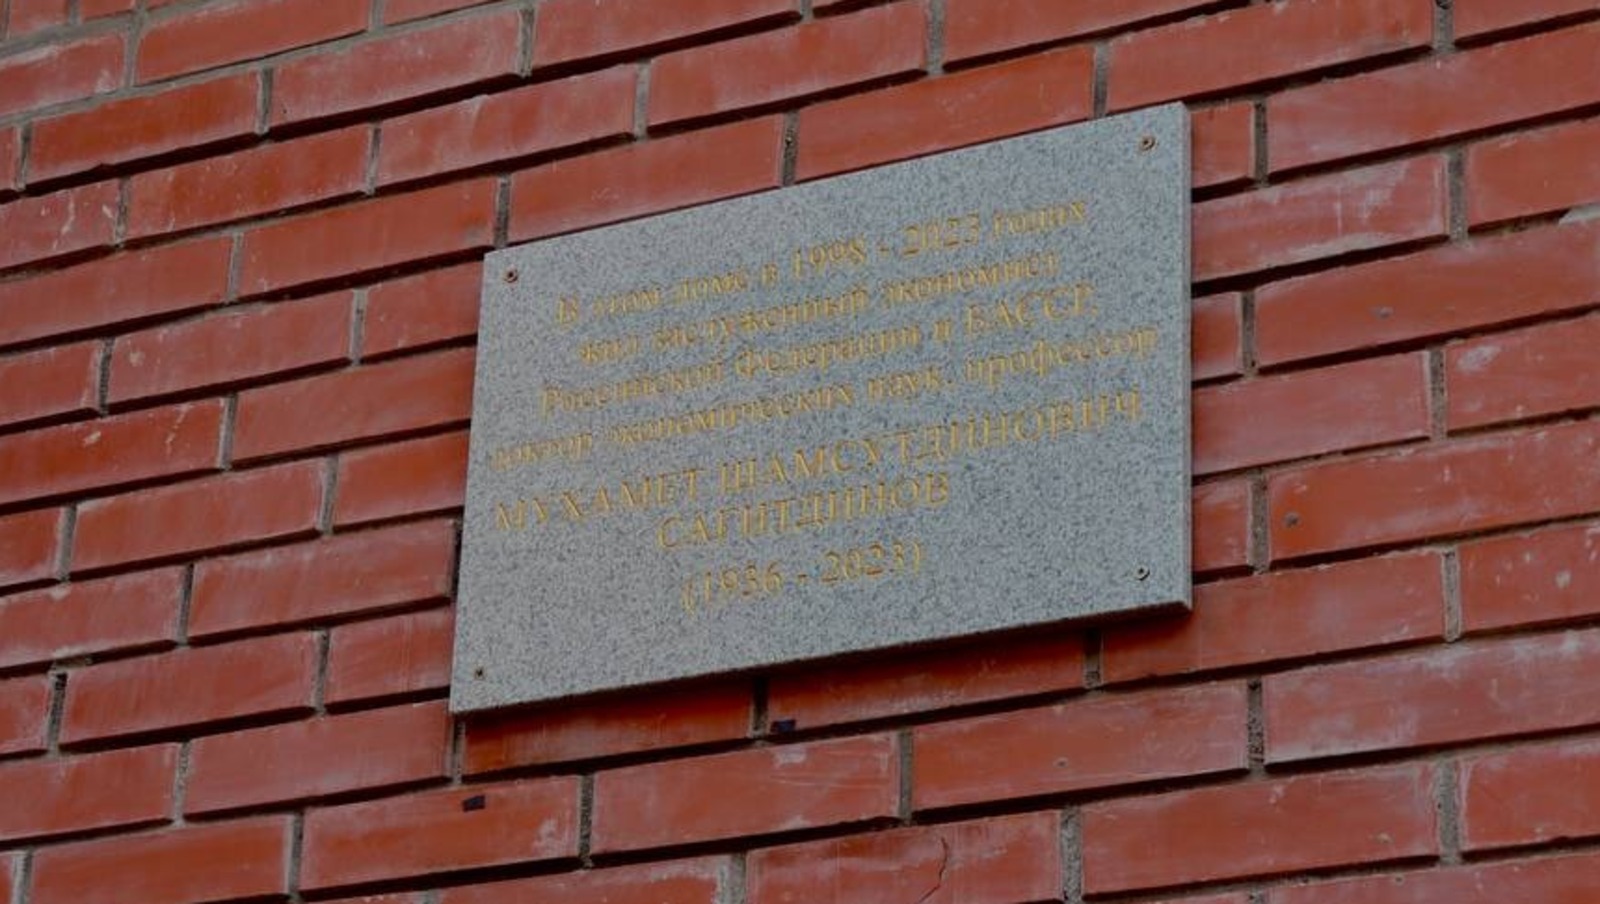 В этом доме в 1998 - 2023 годах
жил заслуженный экономист
Российской Федерации и БАССР,
доктор экономических наук, профессор
МУХАМЕТ ШАМСУТДИНОВИЧ
САГИТДИНОВ
(1936 - 2023)